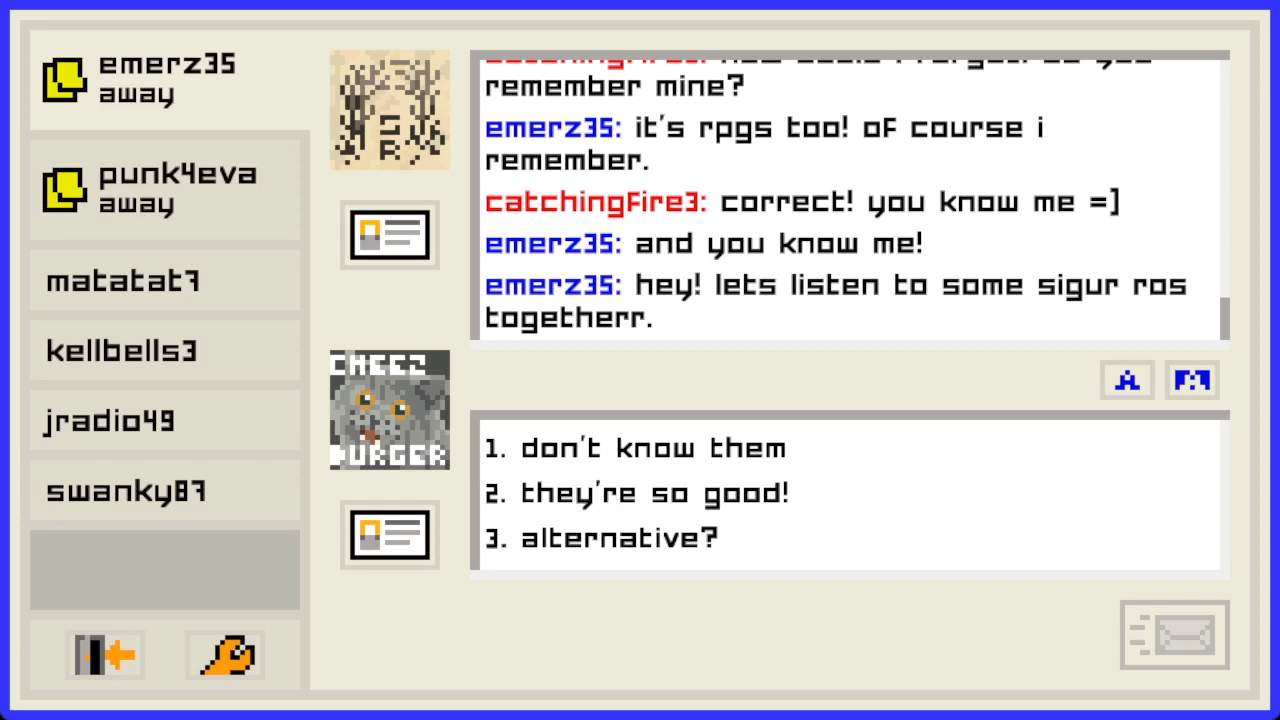 emerz35
away
punk4eva
away
matatat7
kellbells3
jradio49
swanky87
remember mine?
emerz35: it's rpgs too! of course i
remember.
catchingfire3: correct! you know me =]
emerz35: and you know me!
emerz35: hey! lets listen to some sigur ros
togetherr.
CHEEZ
BURGER
A
1. don't know them
2. they're so good!
3. alternative?